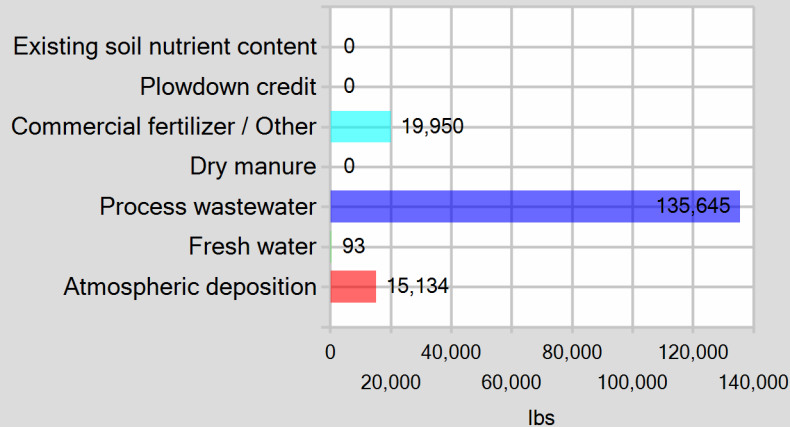 Existing soil nutrient content 0
Plowdown credit 0
Commercial fertilizer / Other 19,950
Dry manure 0
Process wastewater 135,645
Fresh water 93
Atmospheric deposition 15,134
0 40,000 80,000 120,000
20,000 60,000 100,000 140,000
lbs